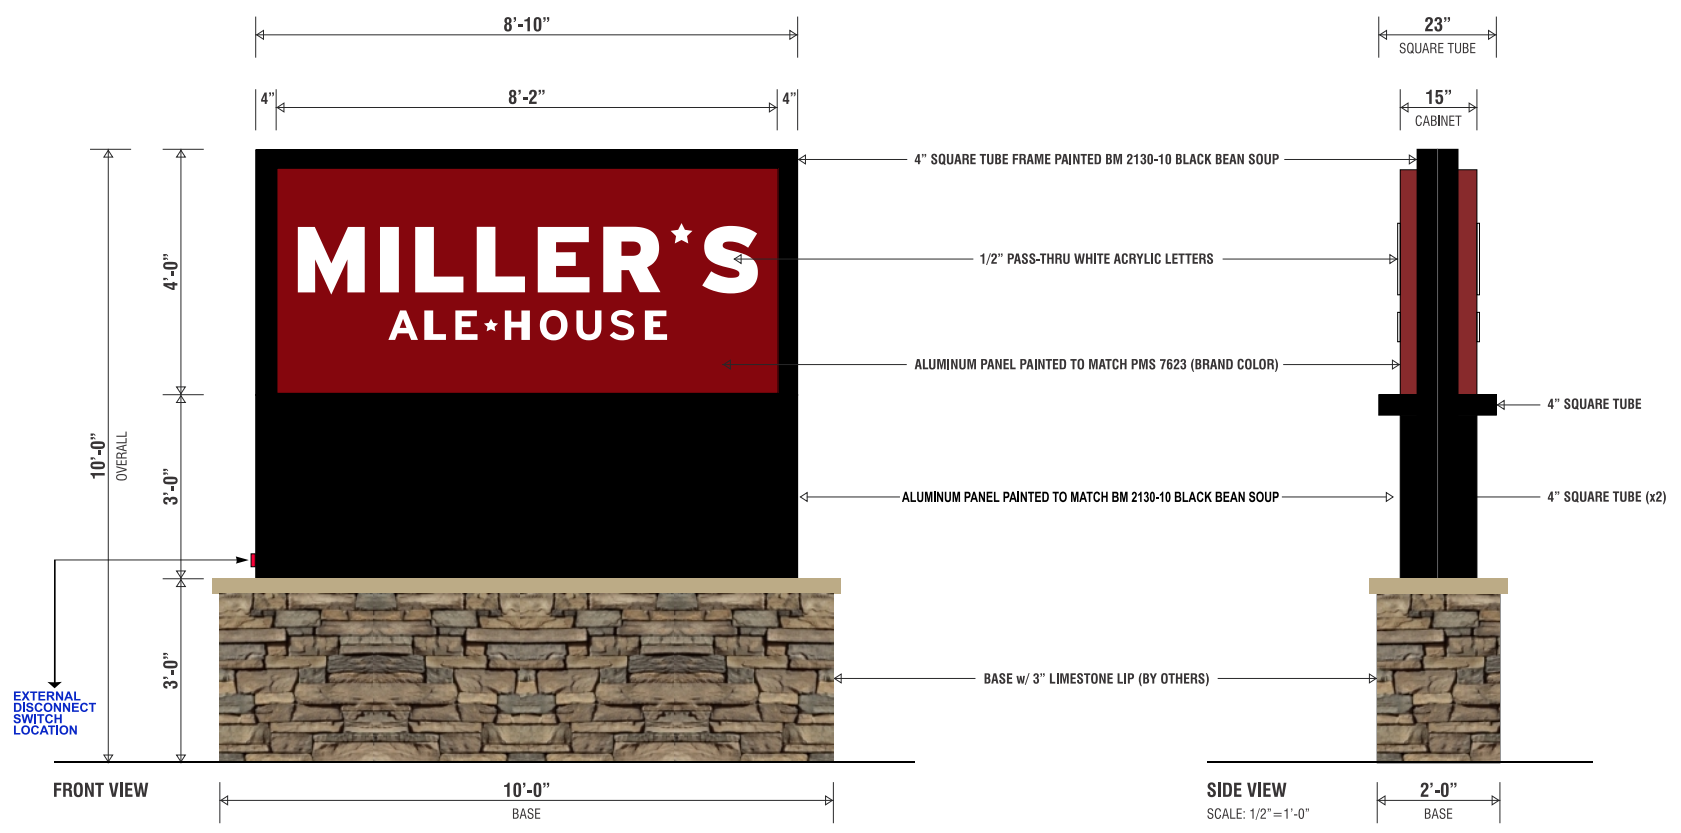 8’-10”
23”
SQUARE TUBE
4”
8’-2”
4”
15”
CABINET
4” SQUARE TUBE FRAME PAINTED BM 2130-10 BLACK BEAN SOUP
MILLER★S
ALE★HOUSE
1/2” PASS-THRU WHITE ACRYLIC LETTERS
4’-0”
ALUMINUM PANEL PAINTED TO MATCH PMS 7623 (BRAND COLOR)
4” SQUARE TUBE
10’-0”
OVERALL
3’-0”
ALUMINUM PANEL PAINTED TO MATCH BM 2130-10 BLACK BEAN SOUP
4” SQUARE TUBE (x2)
3’-0”
BASE w/ 3” LIMESTONE LIP (BY OTHERS)
EXTERNAL
DISCONNECT
SWITCH
LOCATION
FRONT VIEW
10’-0”
BASE
SIDE VIEW
SCALE: 1/2”=1’-0”
2’-0”
BASE